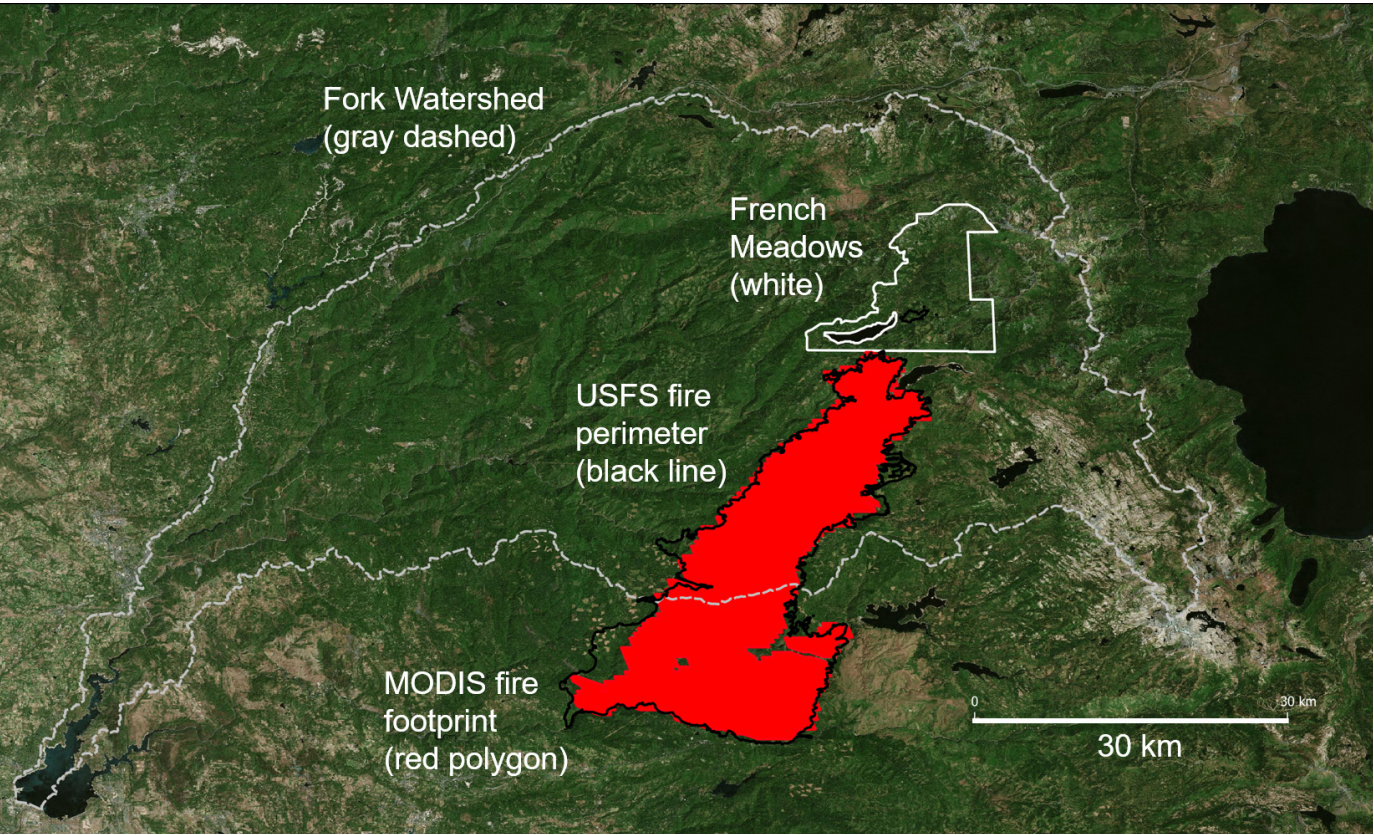 Fork Watershed
(gray dashed)
French
Meadows
(white)
USFS fire
perimeter
(black line)
MODIS fire
footprint
(red polygon)
0 30 km
30 km